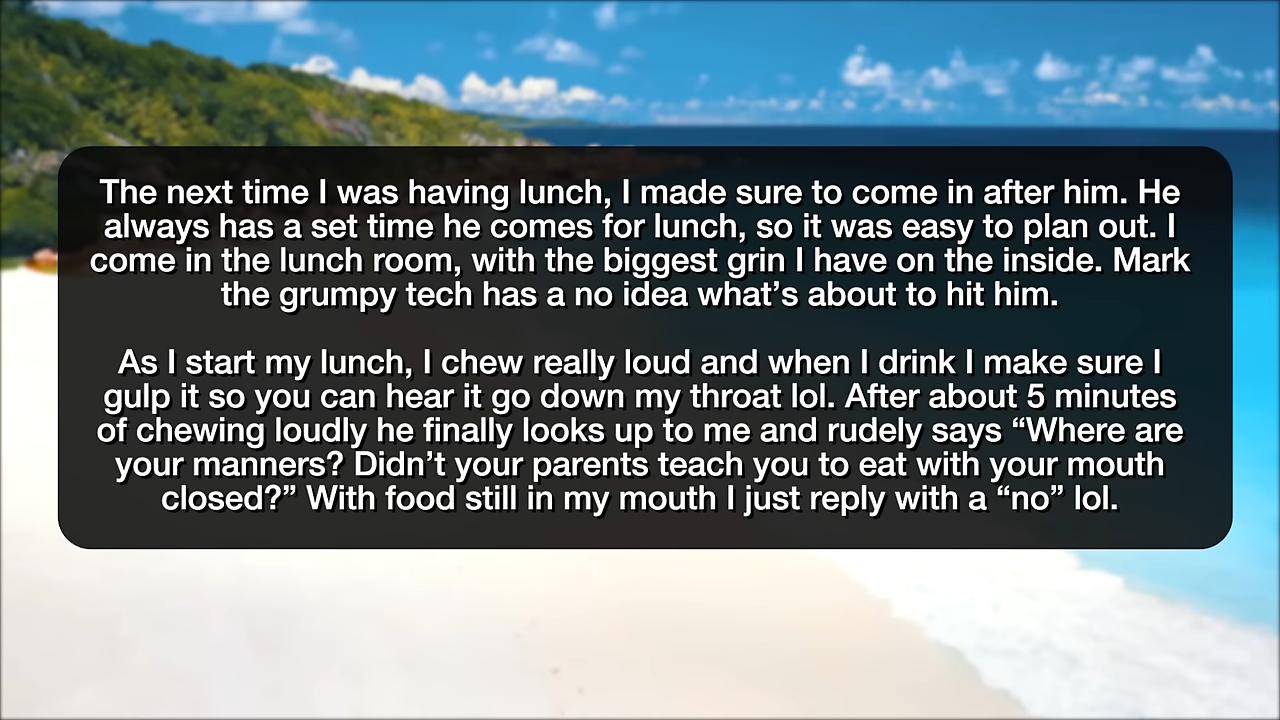 The next time I was having lunch, I made sure to come in after him. He
always has a set time he comes for lunch, so it was easy to plan out. I
come in the lunch room, with the biggest grin I have on the inside. Mark
the grumpy tech has a no idea what’s about to hit him.
As I start my lunch, I chew really loud and when I drink I make sure I
gulp it so you can hear it go down my throat lol. After about 5 minutes
of chewing loudly he finally looks up to me and rudely says “Where are
your manners? Didn’t your parents teach you to eat with your mouth
closed?” With food still in my mouth I just reply with a “no” lol.